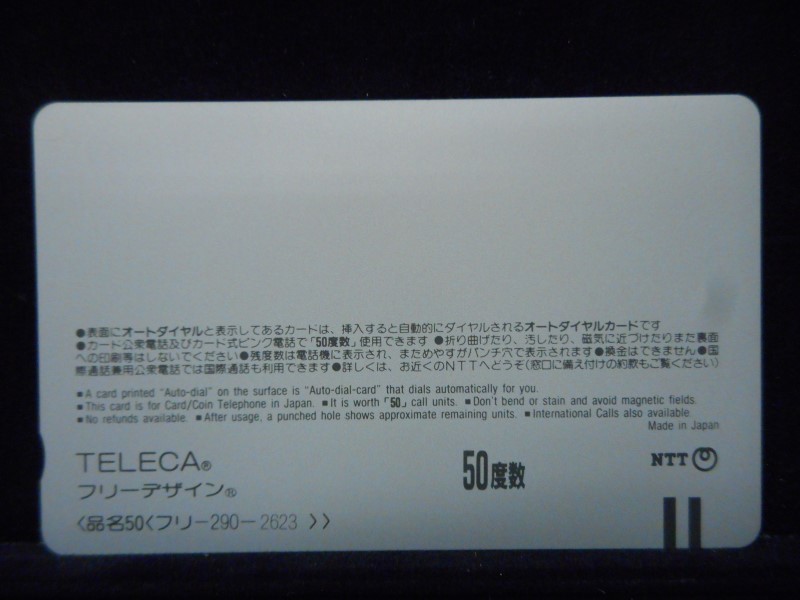 ●表面にオートダイヤルと表示してあるカードは、挿入すると自動的にダイヤルされるオートダイヤルカードです
●カード公衆電話及びカード式ピンク電話で「50度数」使用できます ●折り曲げたり、汚したり、磁気に近づけたりまた裏面
への印刷等はしないでください ●残度数は電話機に表示され、まためやすがパンチ穴で表示されます ●換金はできません ●国
際通話兼用公衆電話では国際通話も利用できます ●詳しくは、お近くのNTTへどうぞ(窓口に備え付けの約款もご覧ください)
■A card printed "Auto-dial" on the surface is "Auto-dial-card" that dials automatically for you.
■This card is for Card/Coin Telephone in Japan. ■It is worth「50」call units. ■Don't bend or stain and avoid magnetic fields.
■No refunds available. ■After usage, a punched hole shows approximate remaining units. ■International Calls also available.
Made in Japan
TELECA®
50度数
NTT
フリーデザイン®
〈品名50〈フリ-290-2623 〉〉